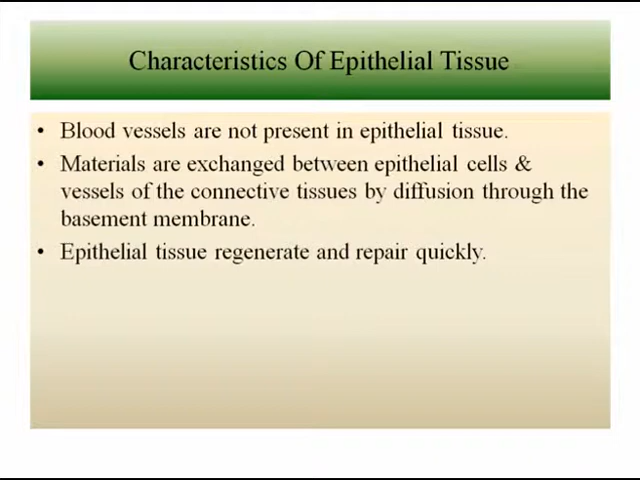 Characteristics Of Epithelial Tissue
• Blood vessels are not present in epithelial tissue.
• Materials are exchanged between epithelial cells &
vessels of the connective tissues by diffusion through the
basement membrane.
• Epithelial tissue regenerate and repair quickly.